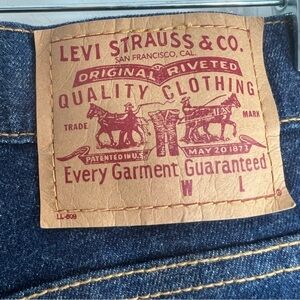 LEVI STRAUSS & CO.
SAN FRANCISCO, CAL.
ORIGINAL RIVETED
QUALITY CLOTHING
TRADE MARK
PATENTED IN U.S. MAY 20 1873
Every Garment Guaranteed
W L